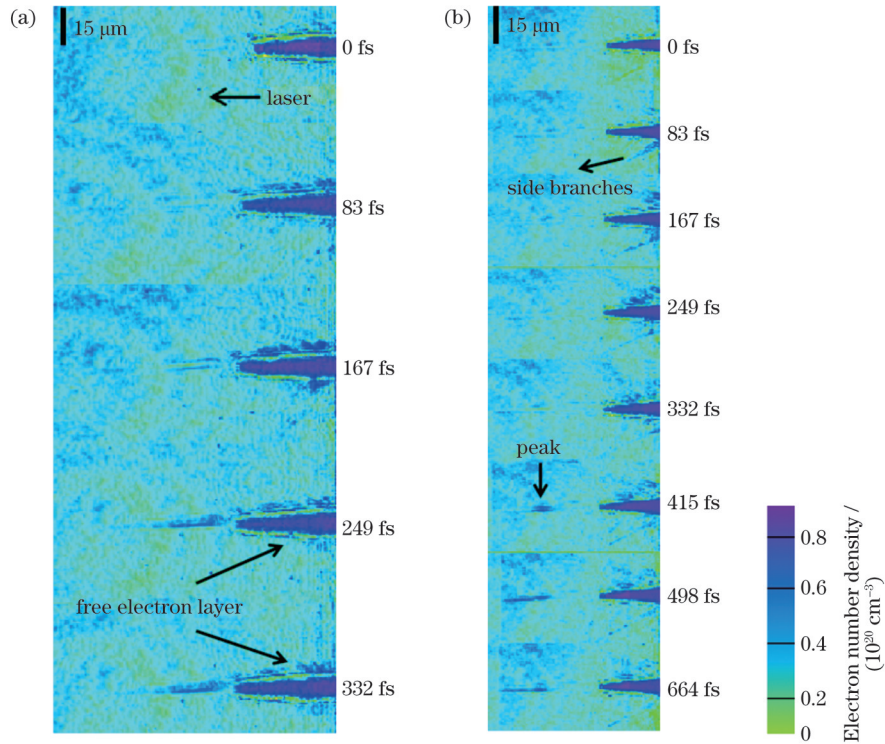 (a)
15 μm
0 fs
laser
83 fs
167 fs
249 fs
free electron layer
332 fs
(b)
15 μm
0 fs
83 fs
side branches
167 fs
249 fs
332 fs
peak
415 fs
498 fs
664 fs
0.8
0.6
0.4
0.2
0
Electron number density /
(10²⁰ cm⁻³)